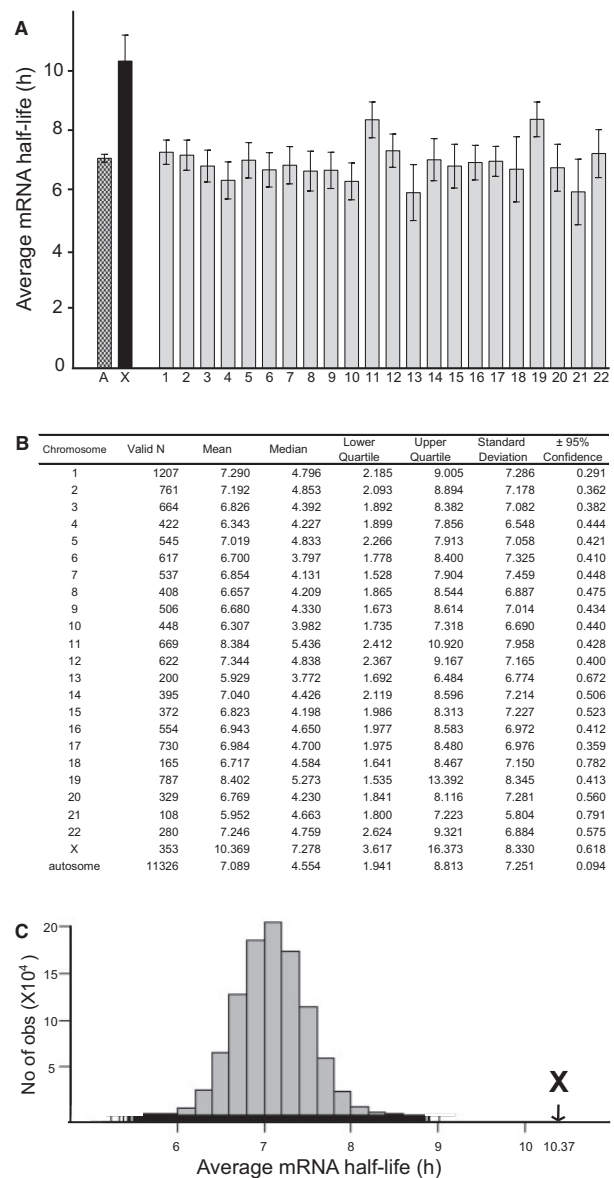 A
Average mRNA half-life (h)
10
8
6
4
2
0
A X 1 2 3 4 5 6 7 8 9 10 11 12 13 14 15 16 17 18 19 20 21 22
B
Chromosome Valid N Mean Median Lower Quartile Upper Quartile Standard Deviation ± 95% Confidence
1 1207 7.290 4.796 2.185 9.005 7.286 0.291
2 761 7.192 4.853 2.093 8.894 7.178 0.362
3 664 6.826 4.392 1.892 8.382 7.082 0.382
4 422 6.343 4.227 1.899 7.856 6.548 0.444
5 545 7.019 4.833 2.266 7.913 7.058 0.421
6 617 6.700 3.797 1.778 8.400 7.325 0.410
7 537 6.854 4.131 1.528 7.904 7.459 0.448
8 408 6.657 4.209 1.865 8.544 6.887 0.475
9 506 6.680 4.330 1.673 8.614 7.014 0.434
10 448 6.307 3.982 1.735 7.318 6.690 0.440
11 669 8.384 5.436 2.412 10.920 7.958 0.428
12 622 7.344 4.838 2.367 9.167 7.165 0.400
13 200 5.929 3.772 1.692 6.484 6.774 0.672
14 395 7.040 4.426 2.119 8.596 7.214 0.506
15 372 6.823 4.198 1.986 8.313 7.227 0.523
16 554 6.943 4.650 1.977 8.583 6.972 0.412
17 730 6.984 4.700 1.975 8.480 6.976 0.359
18 165 6.717 4.584 1.641 8.467 7.150 0.782
19 787 8.402 5.273 1.535 13.392 8.345 0.413
20 329 6.769 4.230 1.841 8.116 7.281 0.560
21 108 5.952 4.663 1.800 7.223 5.804 0.791
22 280 7.246 4.759 2.624 9.321 6.884 0.575
X 353 10.369 7.278 3.617 16.373 8.330 0.618
autosome 11326 7.089 4.554 1.941 8.813 7.251 0.094
C
No of obs (X10⁴)
20
15
10
5
X
6 7 8 9 10 10.37
Average mRNA half-life (h)